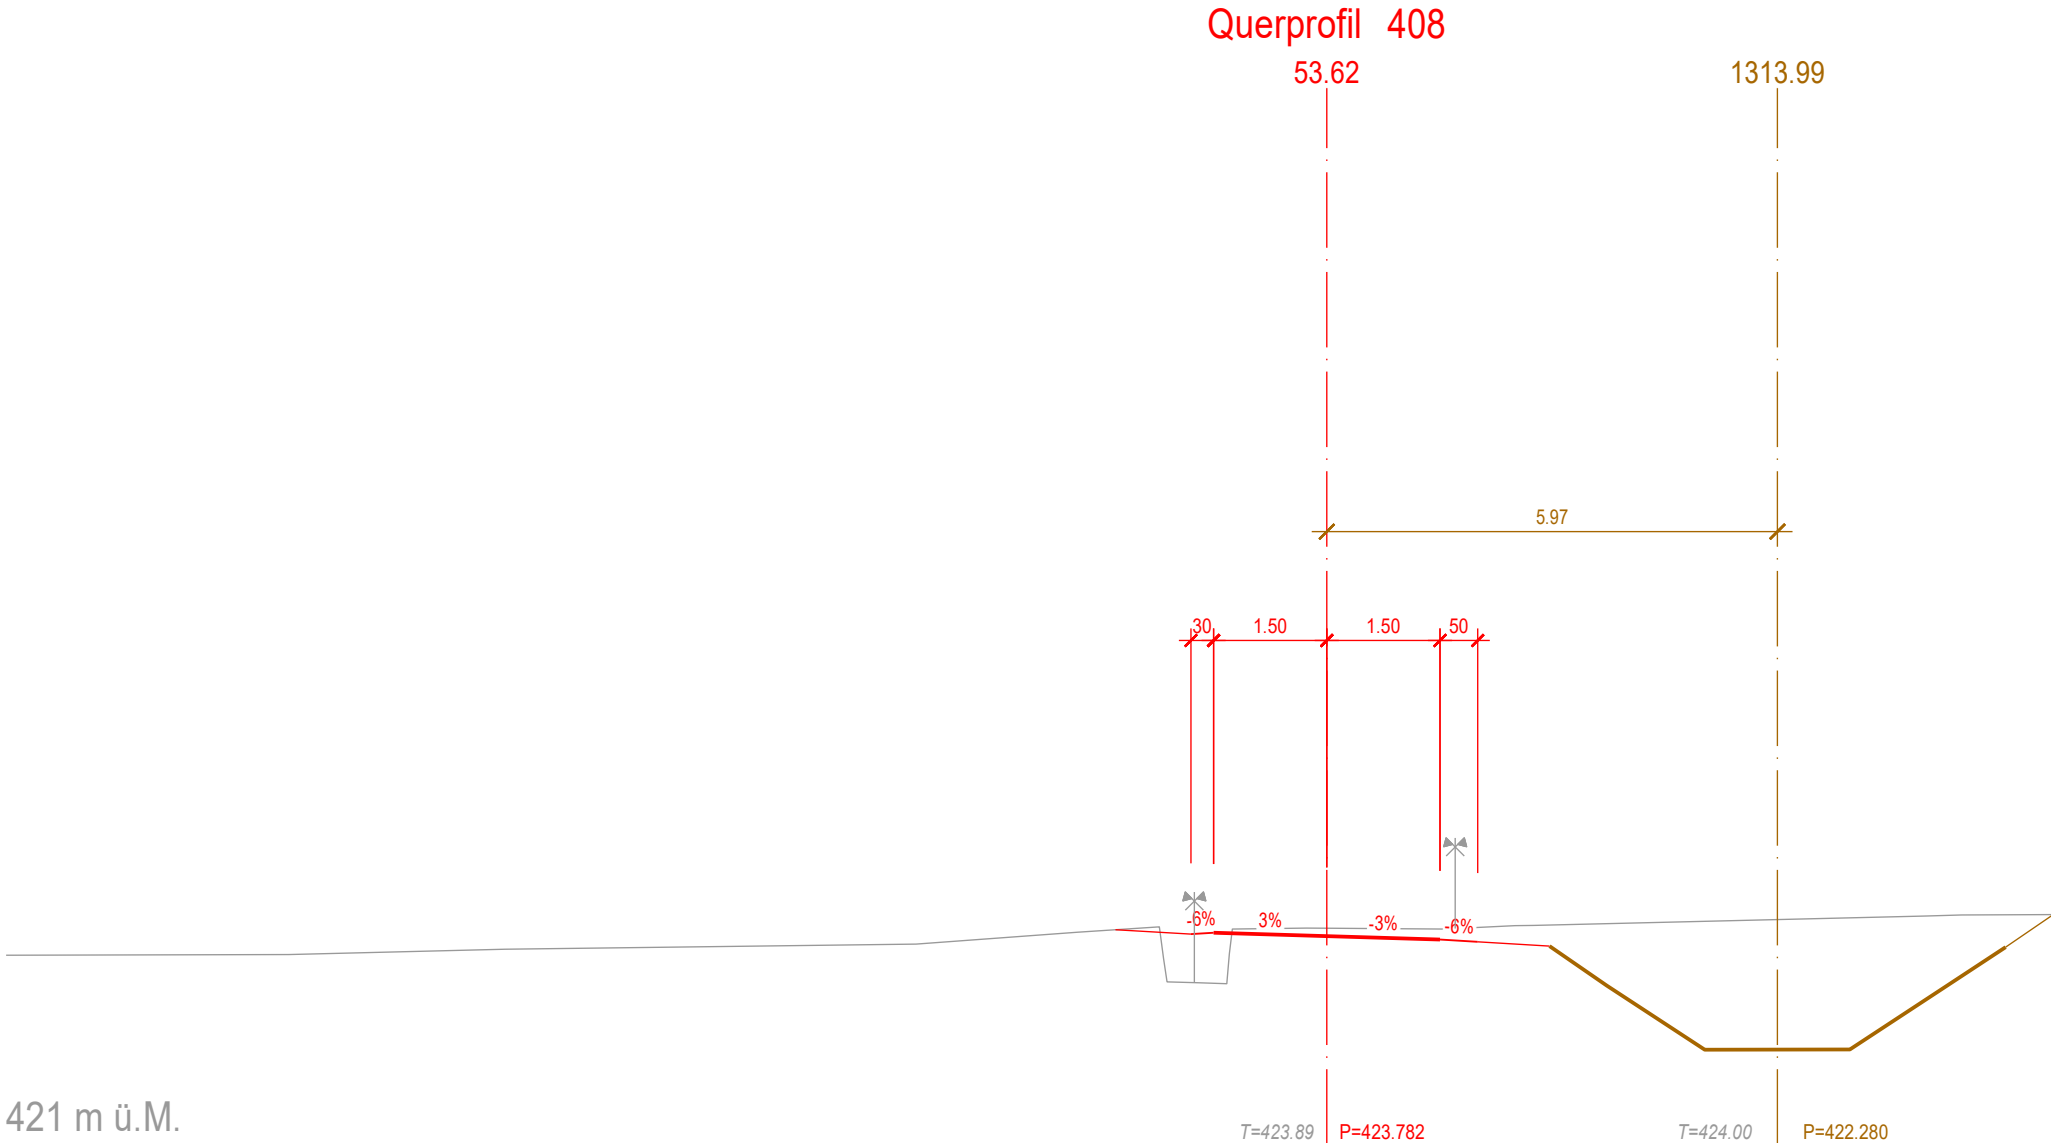 Querprofil 408
53.62 1313.99
5.97
30 1.50 1.50 50
-6% 3% -3% -6%
421 m ü.M.
T=423.89 P=423.782 T=424.00 P=422.280